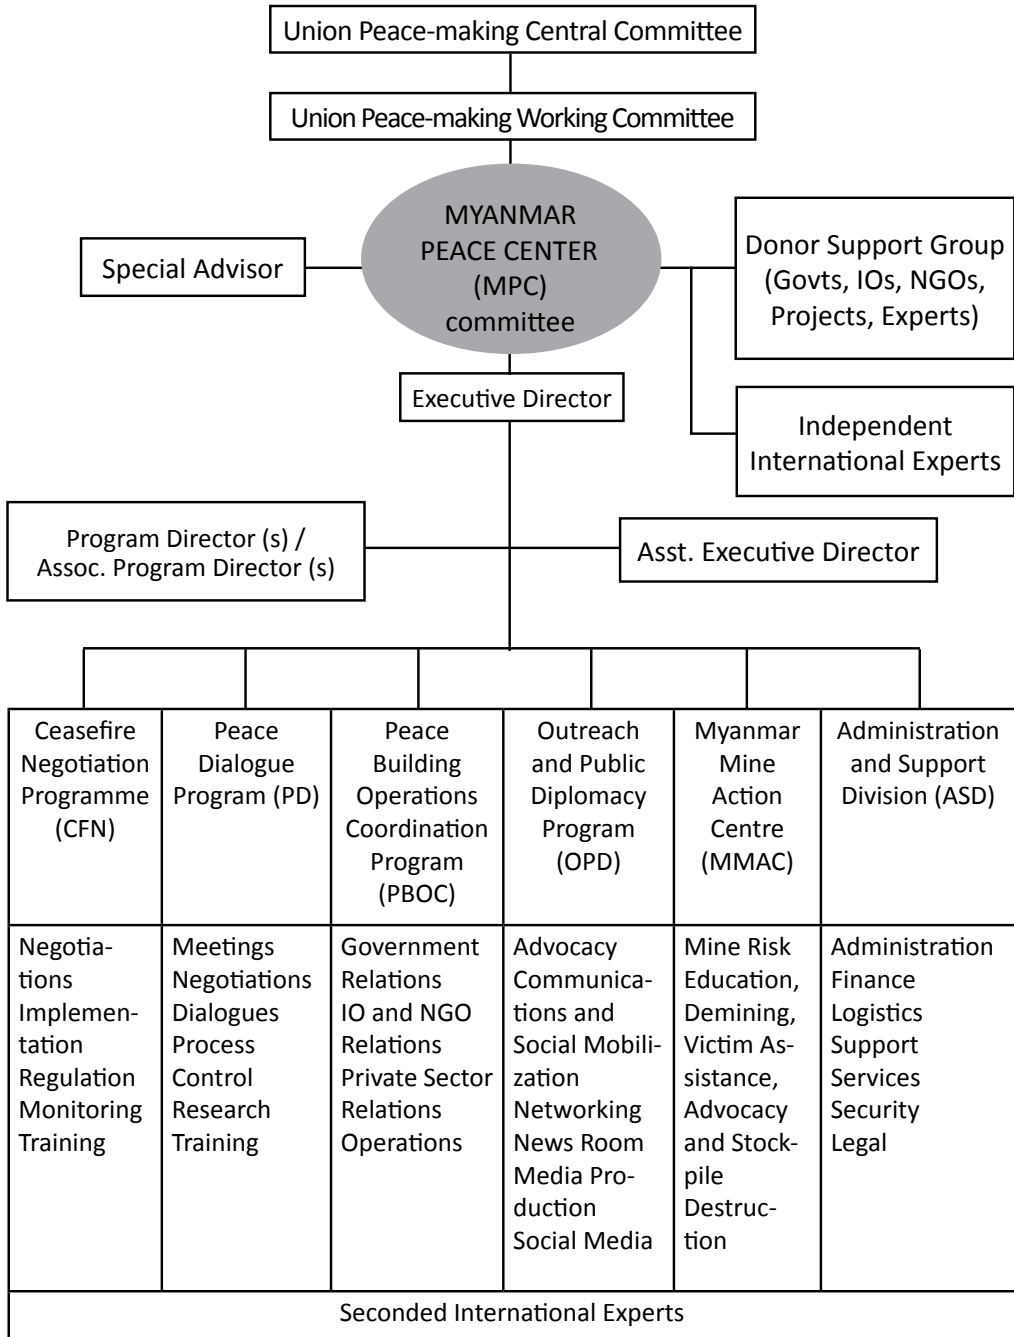 Union Peace-making Central Committee
Union Peace-making Working Committee
MYANMAR
PEACE CENTER
(MPC)
committee
Special Advisor
Donor Support Group
(Govts, IOs, NGOs,
Projects, Experts)
Executive Director
Independent
International Experts
Program Director (s) /
Assoc. Program Director (s)
Asst. Executive Director
Ceasefire
Negotiation
Programme
(CFN)
Peace
Dialogue
Program (PD)
Peace
Building
Operations
Coordination
Program
(PBOC)
Outreach
and Public
Diplomacy
Program
(OPD)
Myanmar
Mine
Action
Centre
(MMAC)
Administration
and Support
Division (ASD)
Negotia-
tions
Implemen-
tation
Regulation
Monitoring
Training
Meetings
Negotiations
Dialogues
Process
Control
Research
Training
Government
Relations
IO and NGO
Relations
Private Sector
Relations
Operations
Advocacy
Communica-
tions and
Social Mobili-
zation
Networking
News Room
Media Pro-
duction
Social Media
Mine Risk
Education,
Demining,
Victim As-
sistance,
Advocacy
and Stock-
pile
Destruc-
tion
Administration
Finance
Logistics
Support
Services
Security
Legal
Seconded International Experts